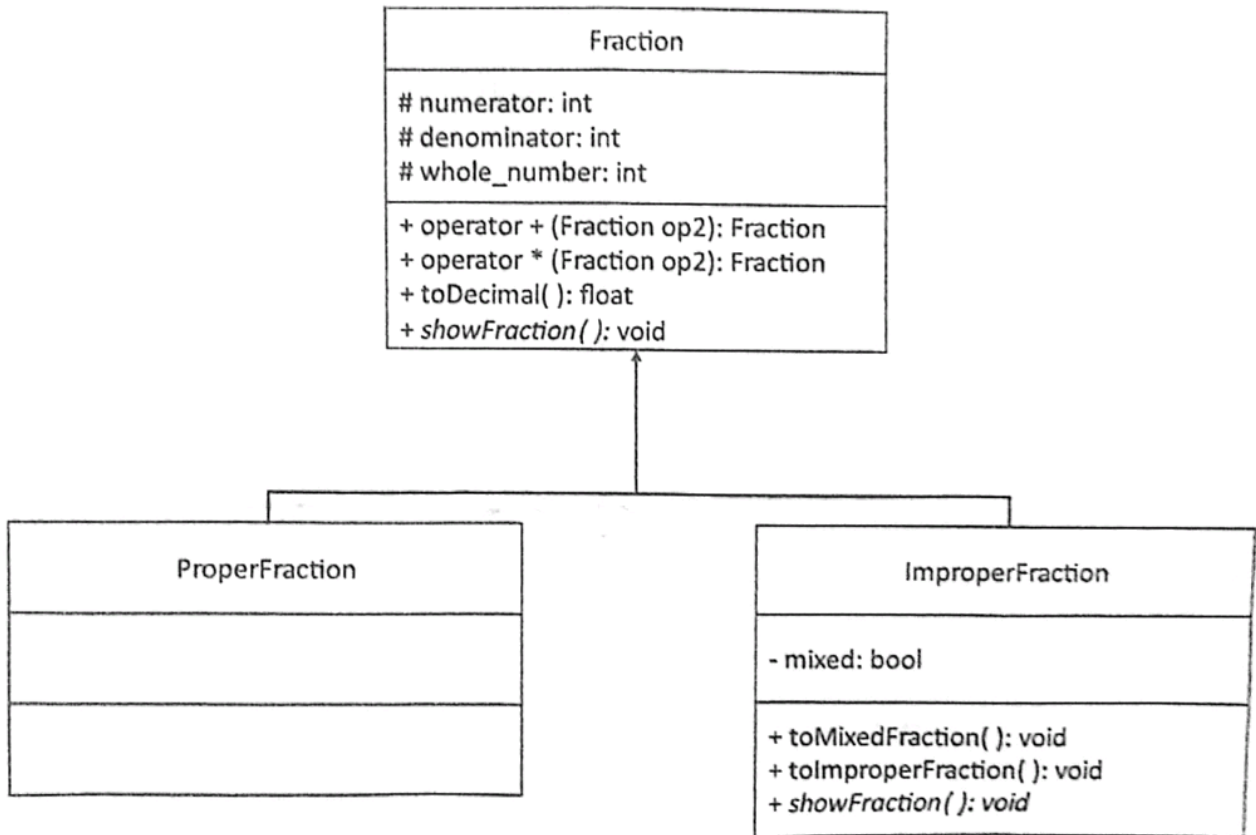 Fraction
# numerator: int
# denominator: int
# whole_number: int
+ operator + (Fraction op2): Fraction
+ operator * (Fraction op2): Fraction
+ toDecimal( ): float
+ showFraction( ): void
ProperFraction
ImproperFraction
- mixed: bool
+ toMixedFraction( ): void
+ toImproperFraction( ): void
+ showFraction( ): void